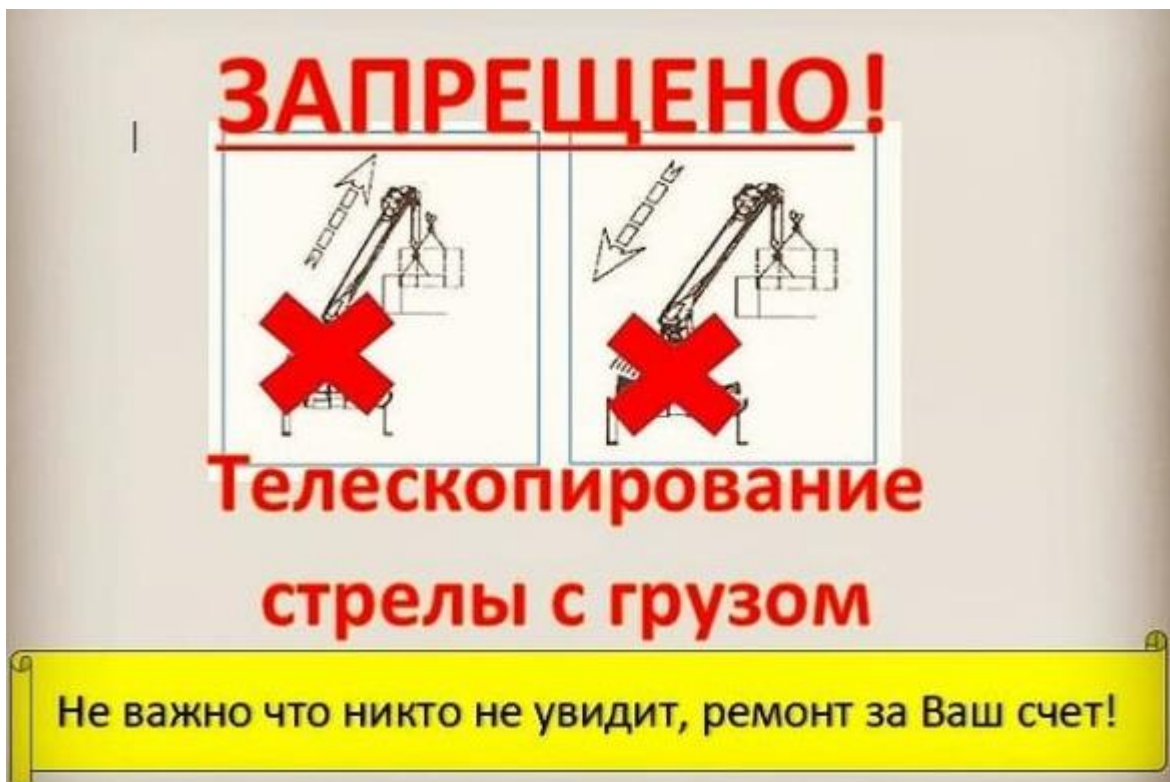 ЗАПРЕЩЕНО!
Телескопирование
стрелы с грузом
Не важно что никто не увидит, ремонт за Ваш счет!